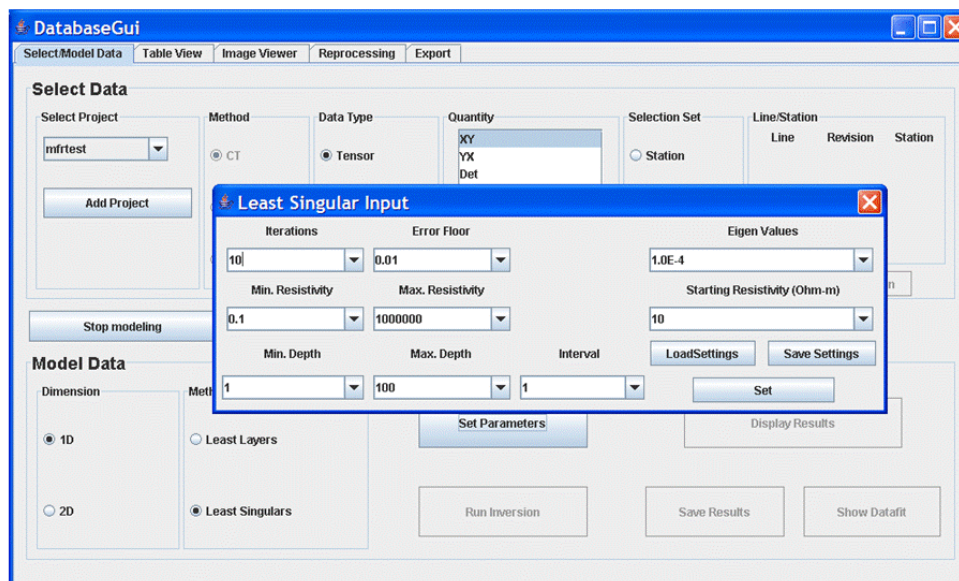 DatabaseGui
Select/Model Data Table View Image Viewer Reprocessing Export
Select Data
Select Project Method Data Type Quantity Selection Set Line/Station
Line Revision Station
mfrtest CT Tensor XY Station
YX
Det
Add Project
Least Singular Input
Iterations Error Floor Eigen Values
10 0.01 1.0E-4
Min. Resistivity Max. Resistivity Starting Resistivity (Ohm-m)
0.1 1000000 10
Stop modeling
Min. Depth Max. Depth Interval LoadSettings Save Settings
1 100 1 Set
Model Data
Dimension
Set Parameters Display Results
1D Least Layers
2D Least Singulars Run Inversion Save Results Show Datafit